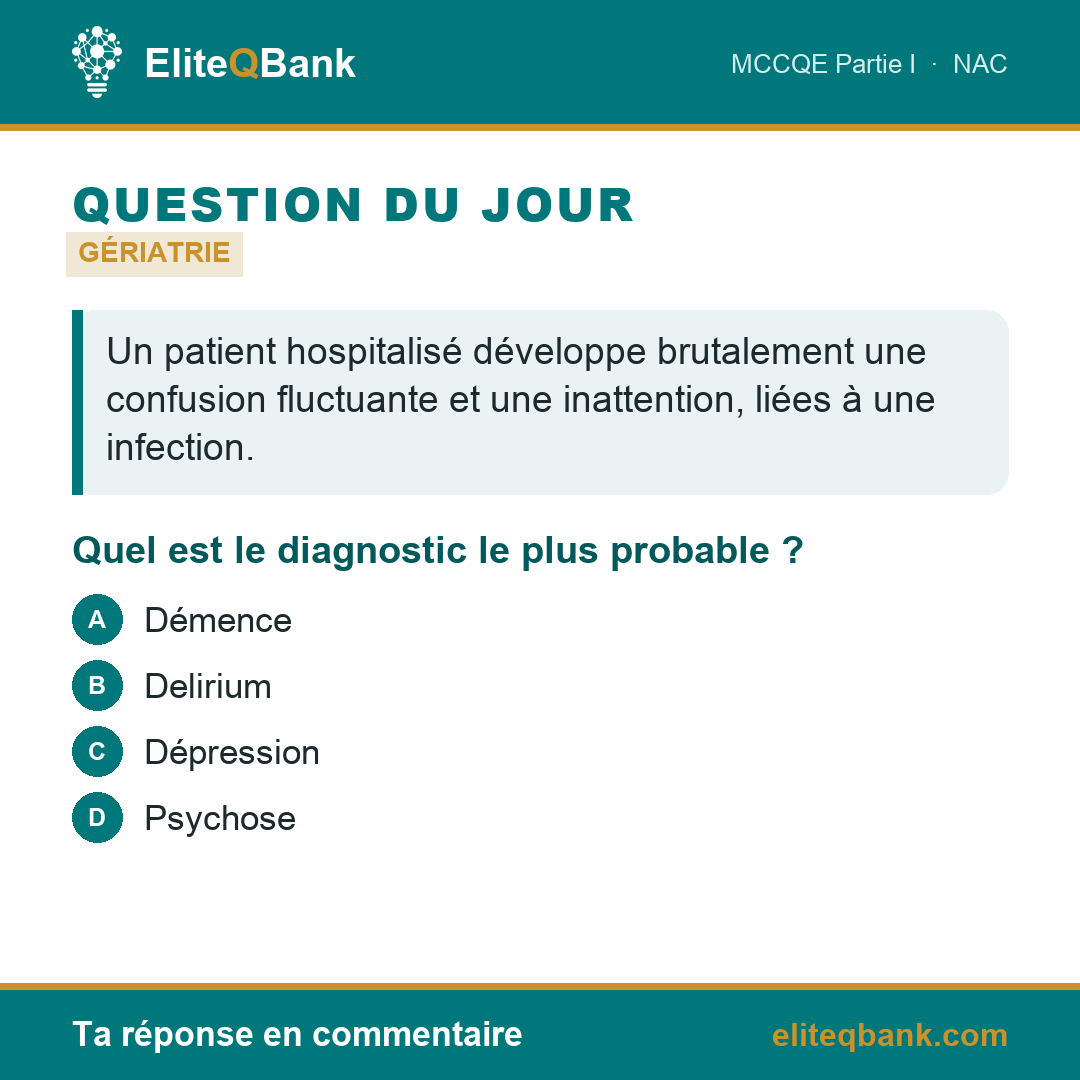 EliteQBank
MCCQE Partie I · NAC
QUESTION DU JOUR
GÉRIATRIE
Un patient hospitalisé développe brutalement une
confusion fluctuante et une inattention, liées à une
infection.
Quel est le diagnostic le plus probable ?
A Démence
B Delirium
C Dépression
D Psychose
Ta réponse en commentaire
eliteqbank.com